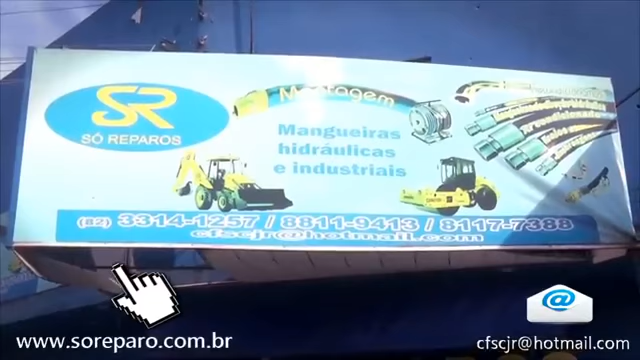 SR
SÓ REPAROS
Montagem
Mangueiras
hidráulicas
e industriais
(82) 3314-1257 / 8811-9413 / 8117-7388
cfscjr@hotmail.com
@
www.soreparo.com.br
cfscjr@hotmail.com